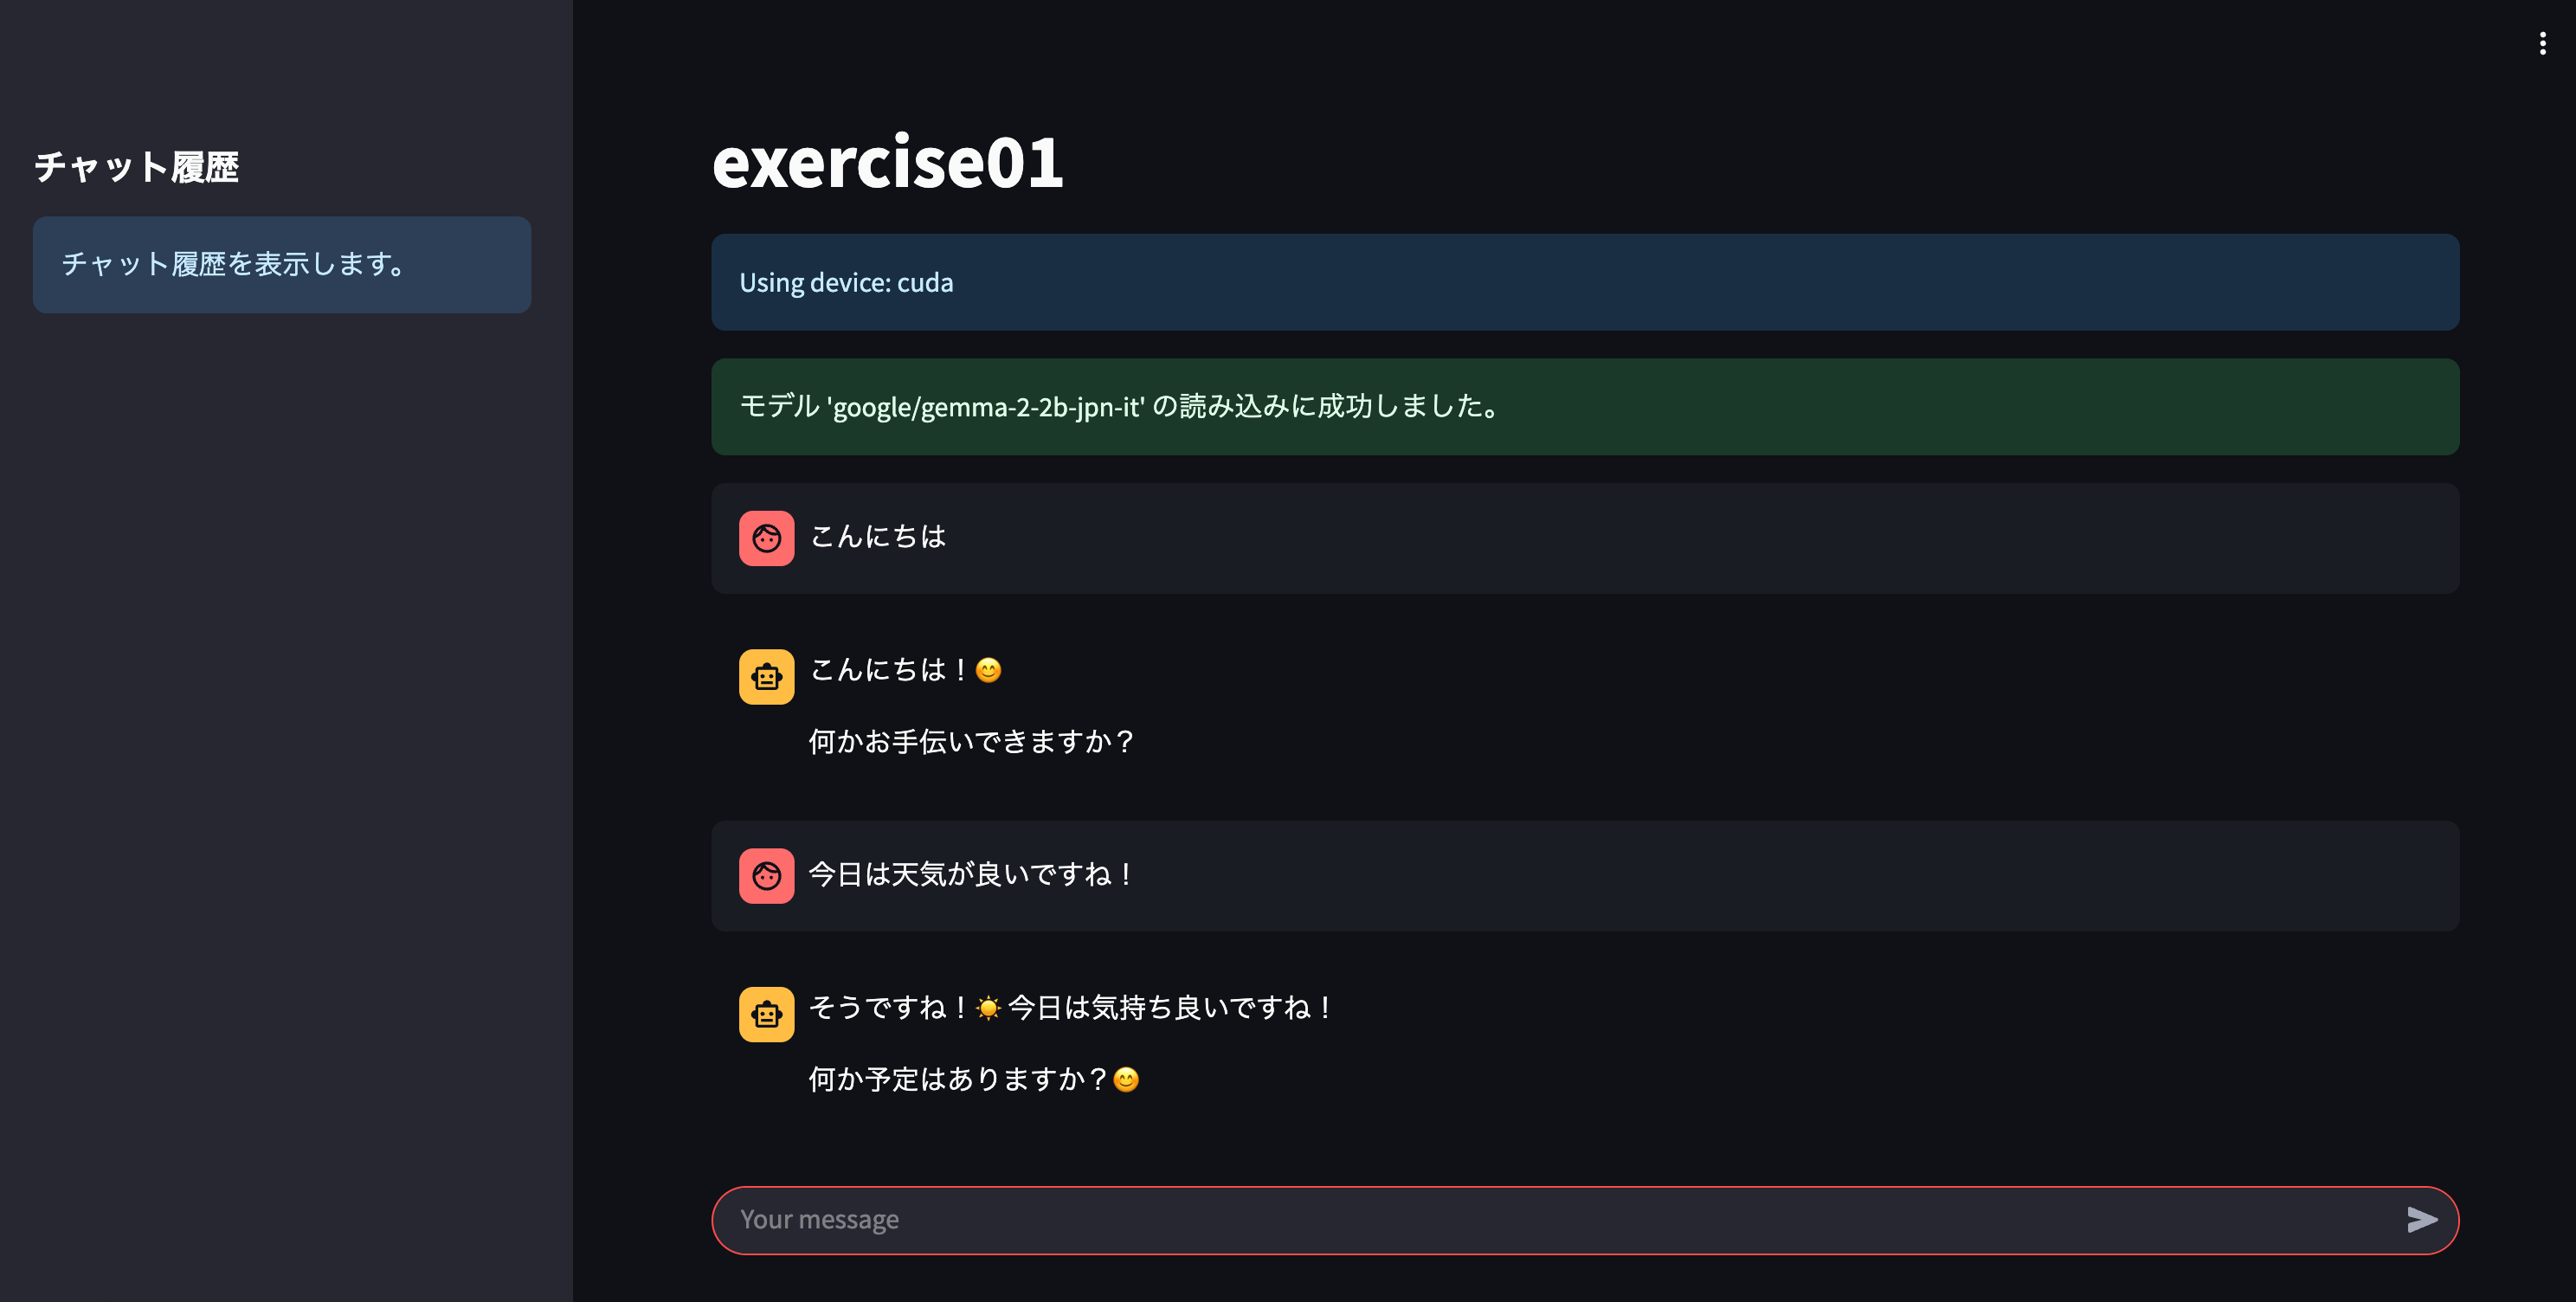 チャット履歴
チャット履歴を表示します。
exercise01
Using device: cuda
モデル 'google/gemma-2-2b-jpn-it' の読み込みに成功しました。
こんにちは
こんにちは！😊
何かお手伝いできますか？
今日は天気が良いですね！
そうですね！☀️ 今日は気持ち良いですね！
何か予定はありますか？😊
Your message